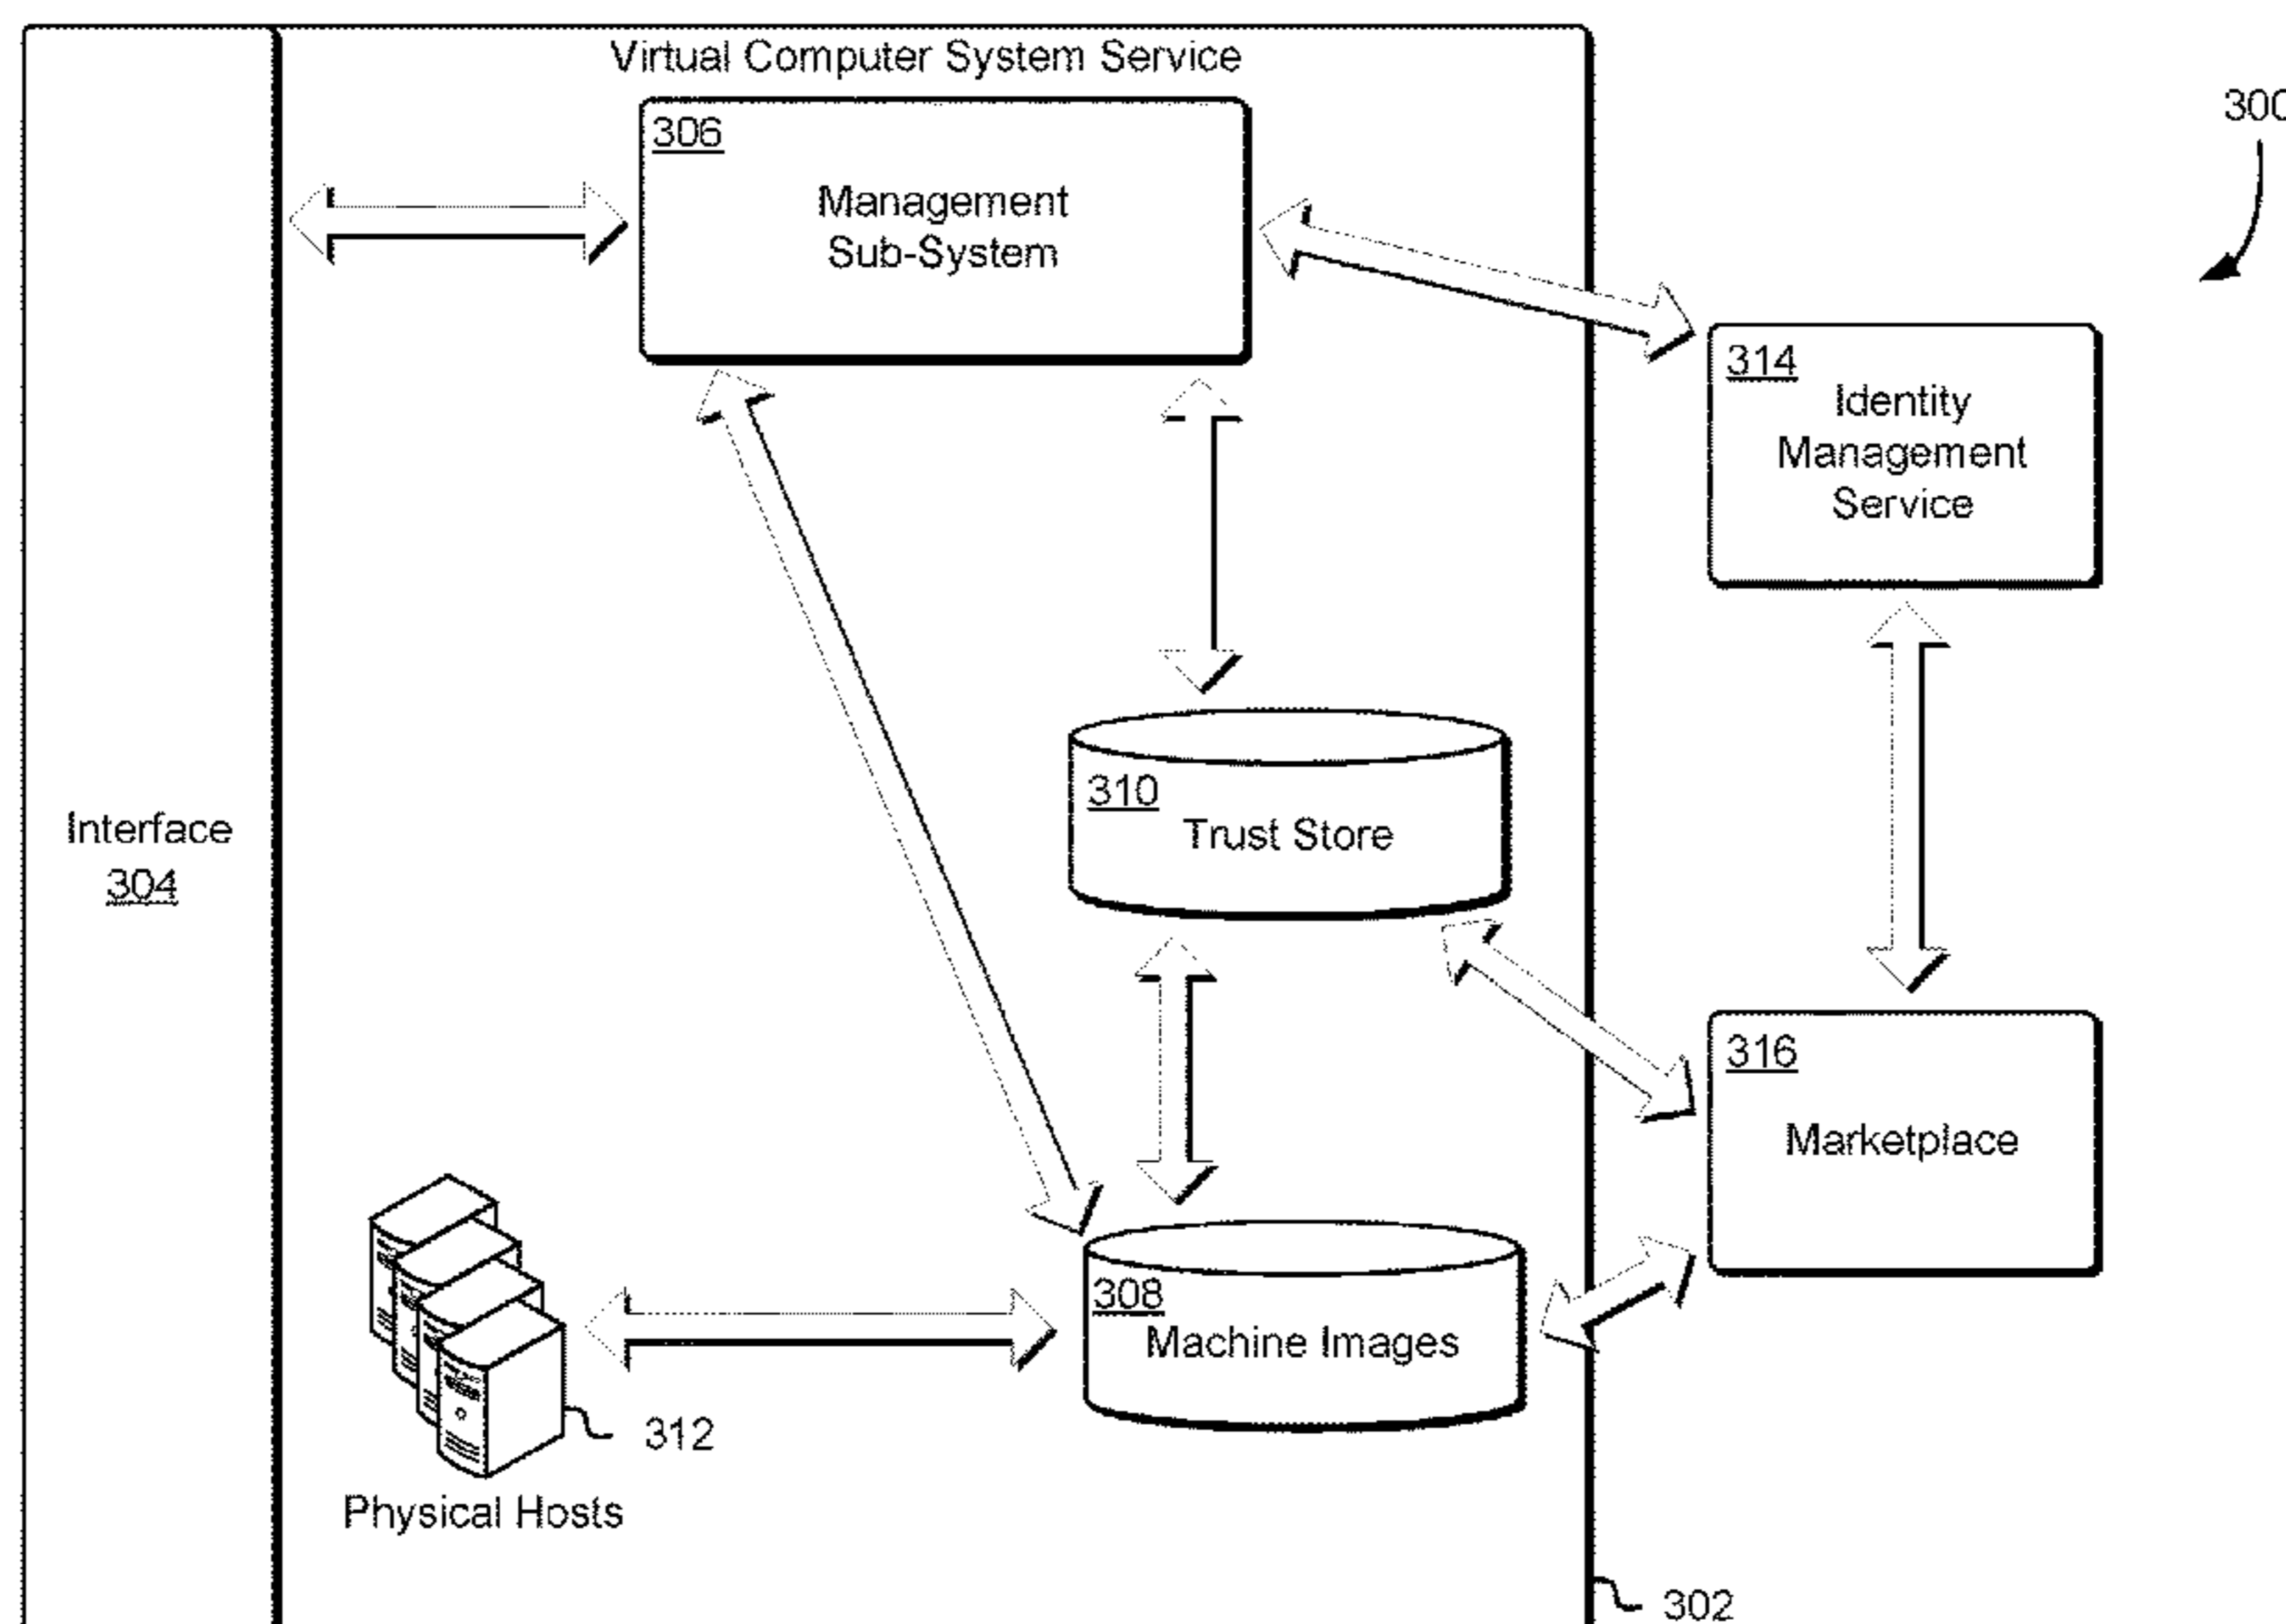 Virtual Computer System Service
300
306
Management
Sub-System
314
Identity
Management
Service
310
Trust Store
Interface
304
316
Marketplace
308
Machine Images
312
Physical Hosts
302